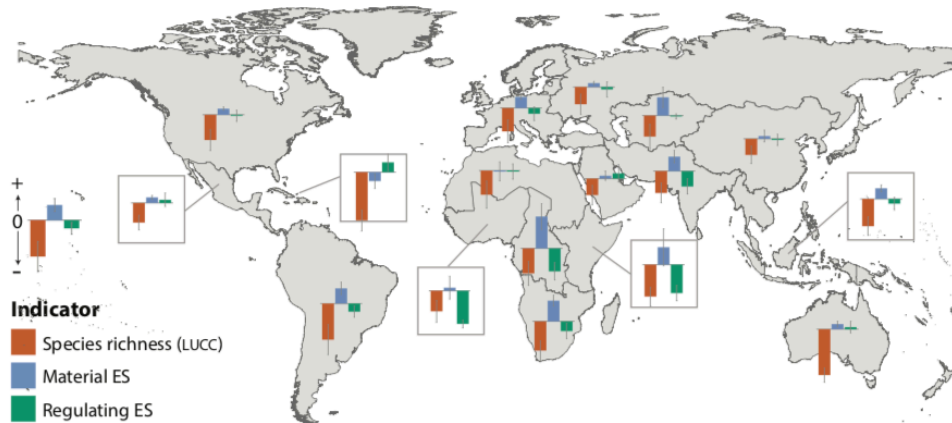 +
0
-
Indicator
Species richness (LUCC)
Material ES
Regulating ES